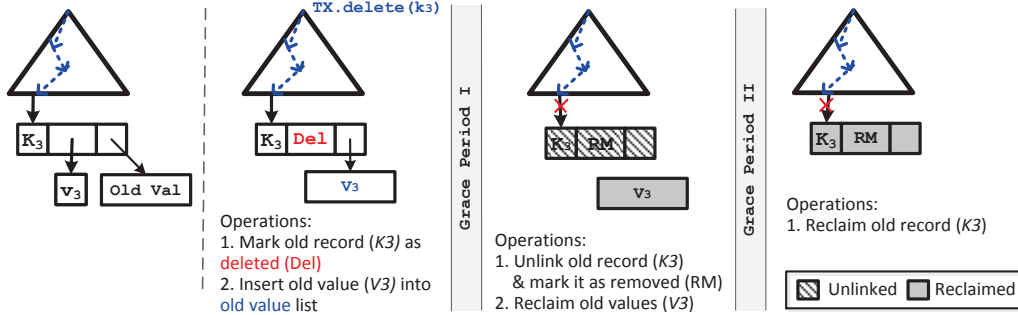 TX.delete(k3)
K3
v3
Old Val
K3 Del
V3
Operations:
1. Mark old record (K3) as
deleted (Del)
2. Insert old value (V3) into
old value list
Grace Period I
K3 RM
V3
Operations:
1. Unlink old record (K3)
& mark it as removed (RM)
2. Reclaim old values (V3)
Grace Period II
K3 RM
Operations:
1. Reclaim old record (K3)
Unlinked
Reclaimed